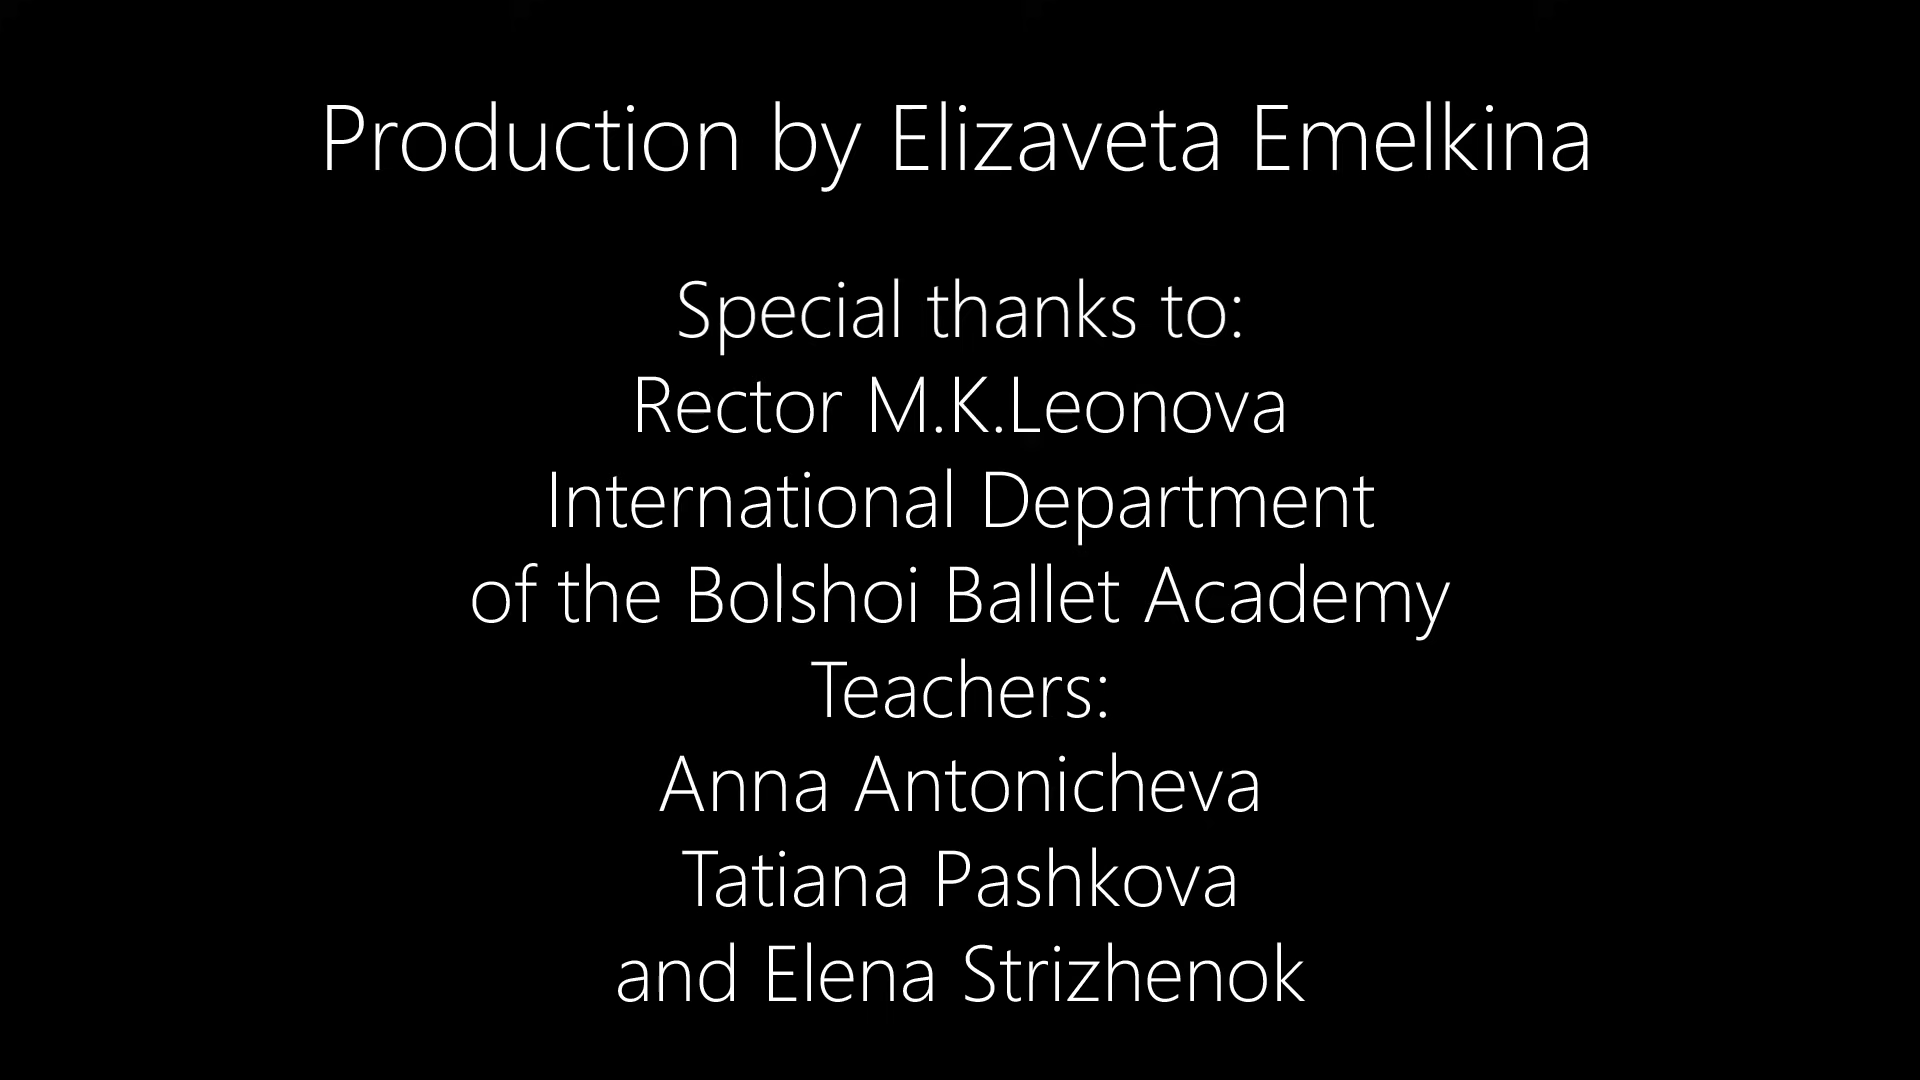 Production by Elizaveta Emelkina
Special thanks to:
Rector M.K.Leonova
International Department
of the Bolshoi Ballet Academy
Teachers:
Anna Antonicheva
Tatiana Pashkova
and Elena Strizhenok